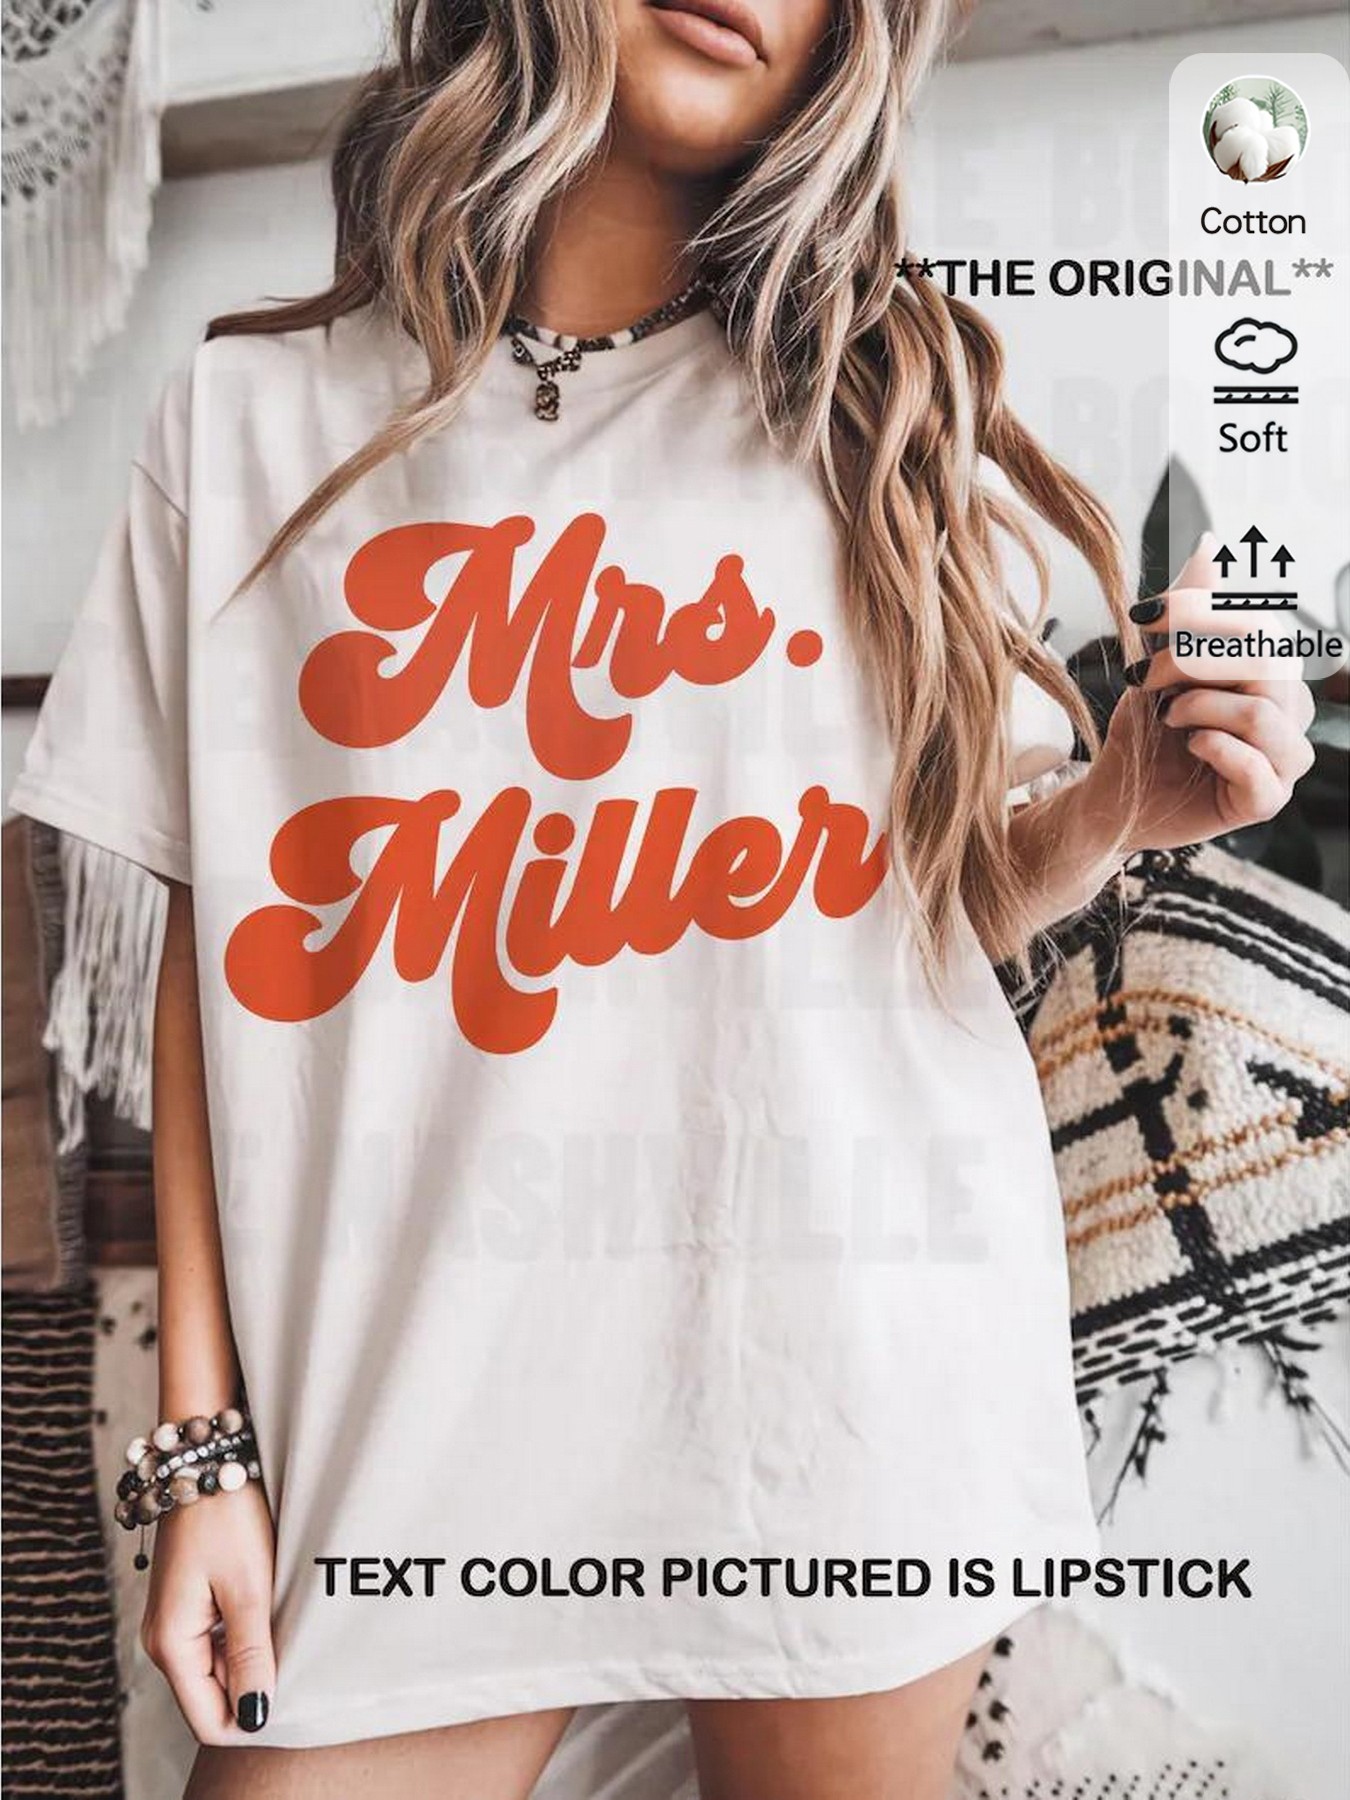 Cotton
**THE ORIGINAL**
Soft
Breathable
Mrs.
Miller
TEXT COLOR PICTURED IS LIPSTICK